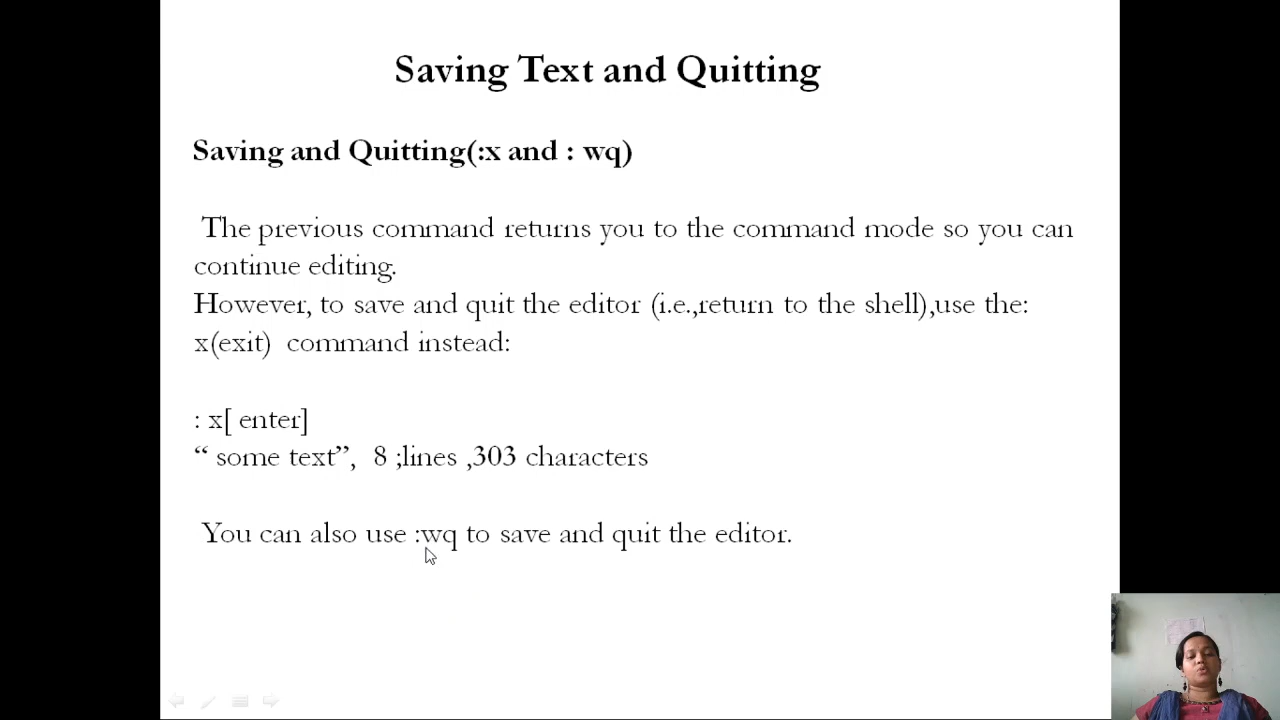 Saving Text and Quitting
Saving and Quitting(:x and : wq)
The previous command returns you to the command mode so you can
continue editing.
However, to save and quit the editor (i.e.,return to the shell),use the:
x(exit)  command instead:
: x[ enter]
“ some text”,  8 ;lines ,303 characters
You can also use :wq to save and quit the editor.